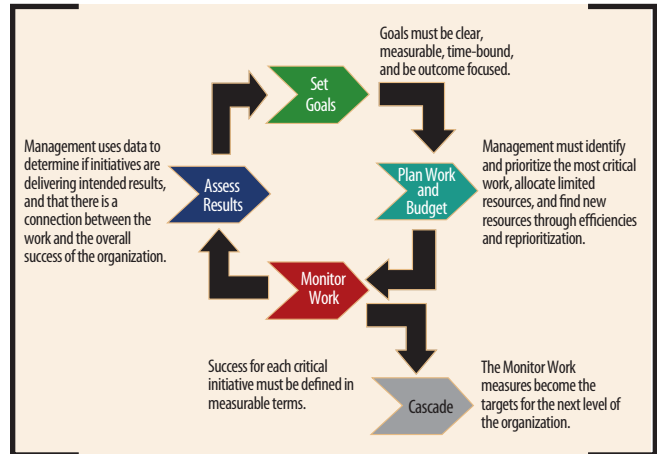 Goals must be clear,
measurable, time-bound,
and be outcome focused.
Set
Goals
Management uses data to
determine if initiatives are
delivering intended results,
and that there is a
connection between the
work and the overall
success of the organization.
Assess
Results
Plan Work
and
Budget
Management must identify
and prioritize the most critical
work, allocate limited
resources, and find new
resources through efficiencies
and reprioritization.
Monitor
Work
Success for each critical
initiative must be defined in
measurable terms.
Cascade
The Monitor Work
measures become the
targets for the next level of
the organization.